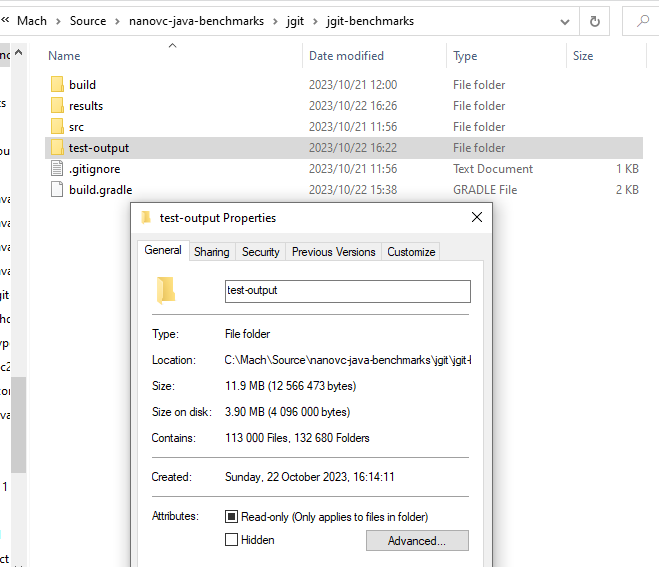 « Mach > Source > nanovc-java-benchmarks > jgit > jgit-benchmarks
Name Date modified Type Size
build 2023/10/21 12:00 File folder
results 2023/10/22 16:26 File folder
src 2023/10/21 11:56 File folder
test-output 2023/10/22 16:22 File folder
.gitignore 2023/10/21 11:56 Text Document 1 KB
build.gradle 2023/10/22 15:38 GRADLE File 2 KB
test-output Properties
General Sharing Security Previous Versions Customize
test-output
Type: File folder
Location: C:\Mach\Source\nanovc-java-benchmarks\jgit\jgit-
Size: 11.9 MB (12 566 473 bytes)
Size on disk: 3.90 MB (4 096 000 bytes)
Contains: 113 000 Files, 132 680 Folders
Created: Sunday, 22 October 2023, 16:14:11
Attributes: Read-only (Only applies to files in folder)
Hidden Advanced...